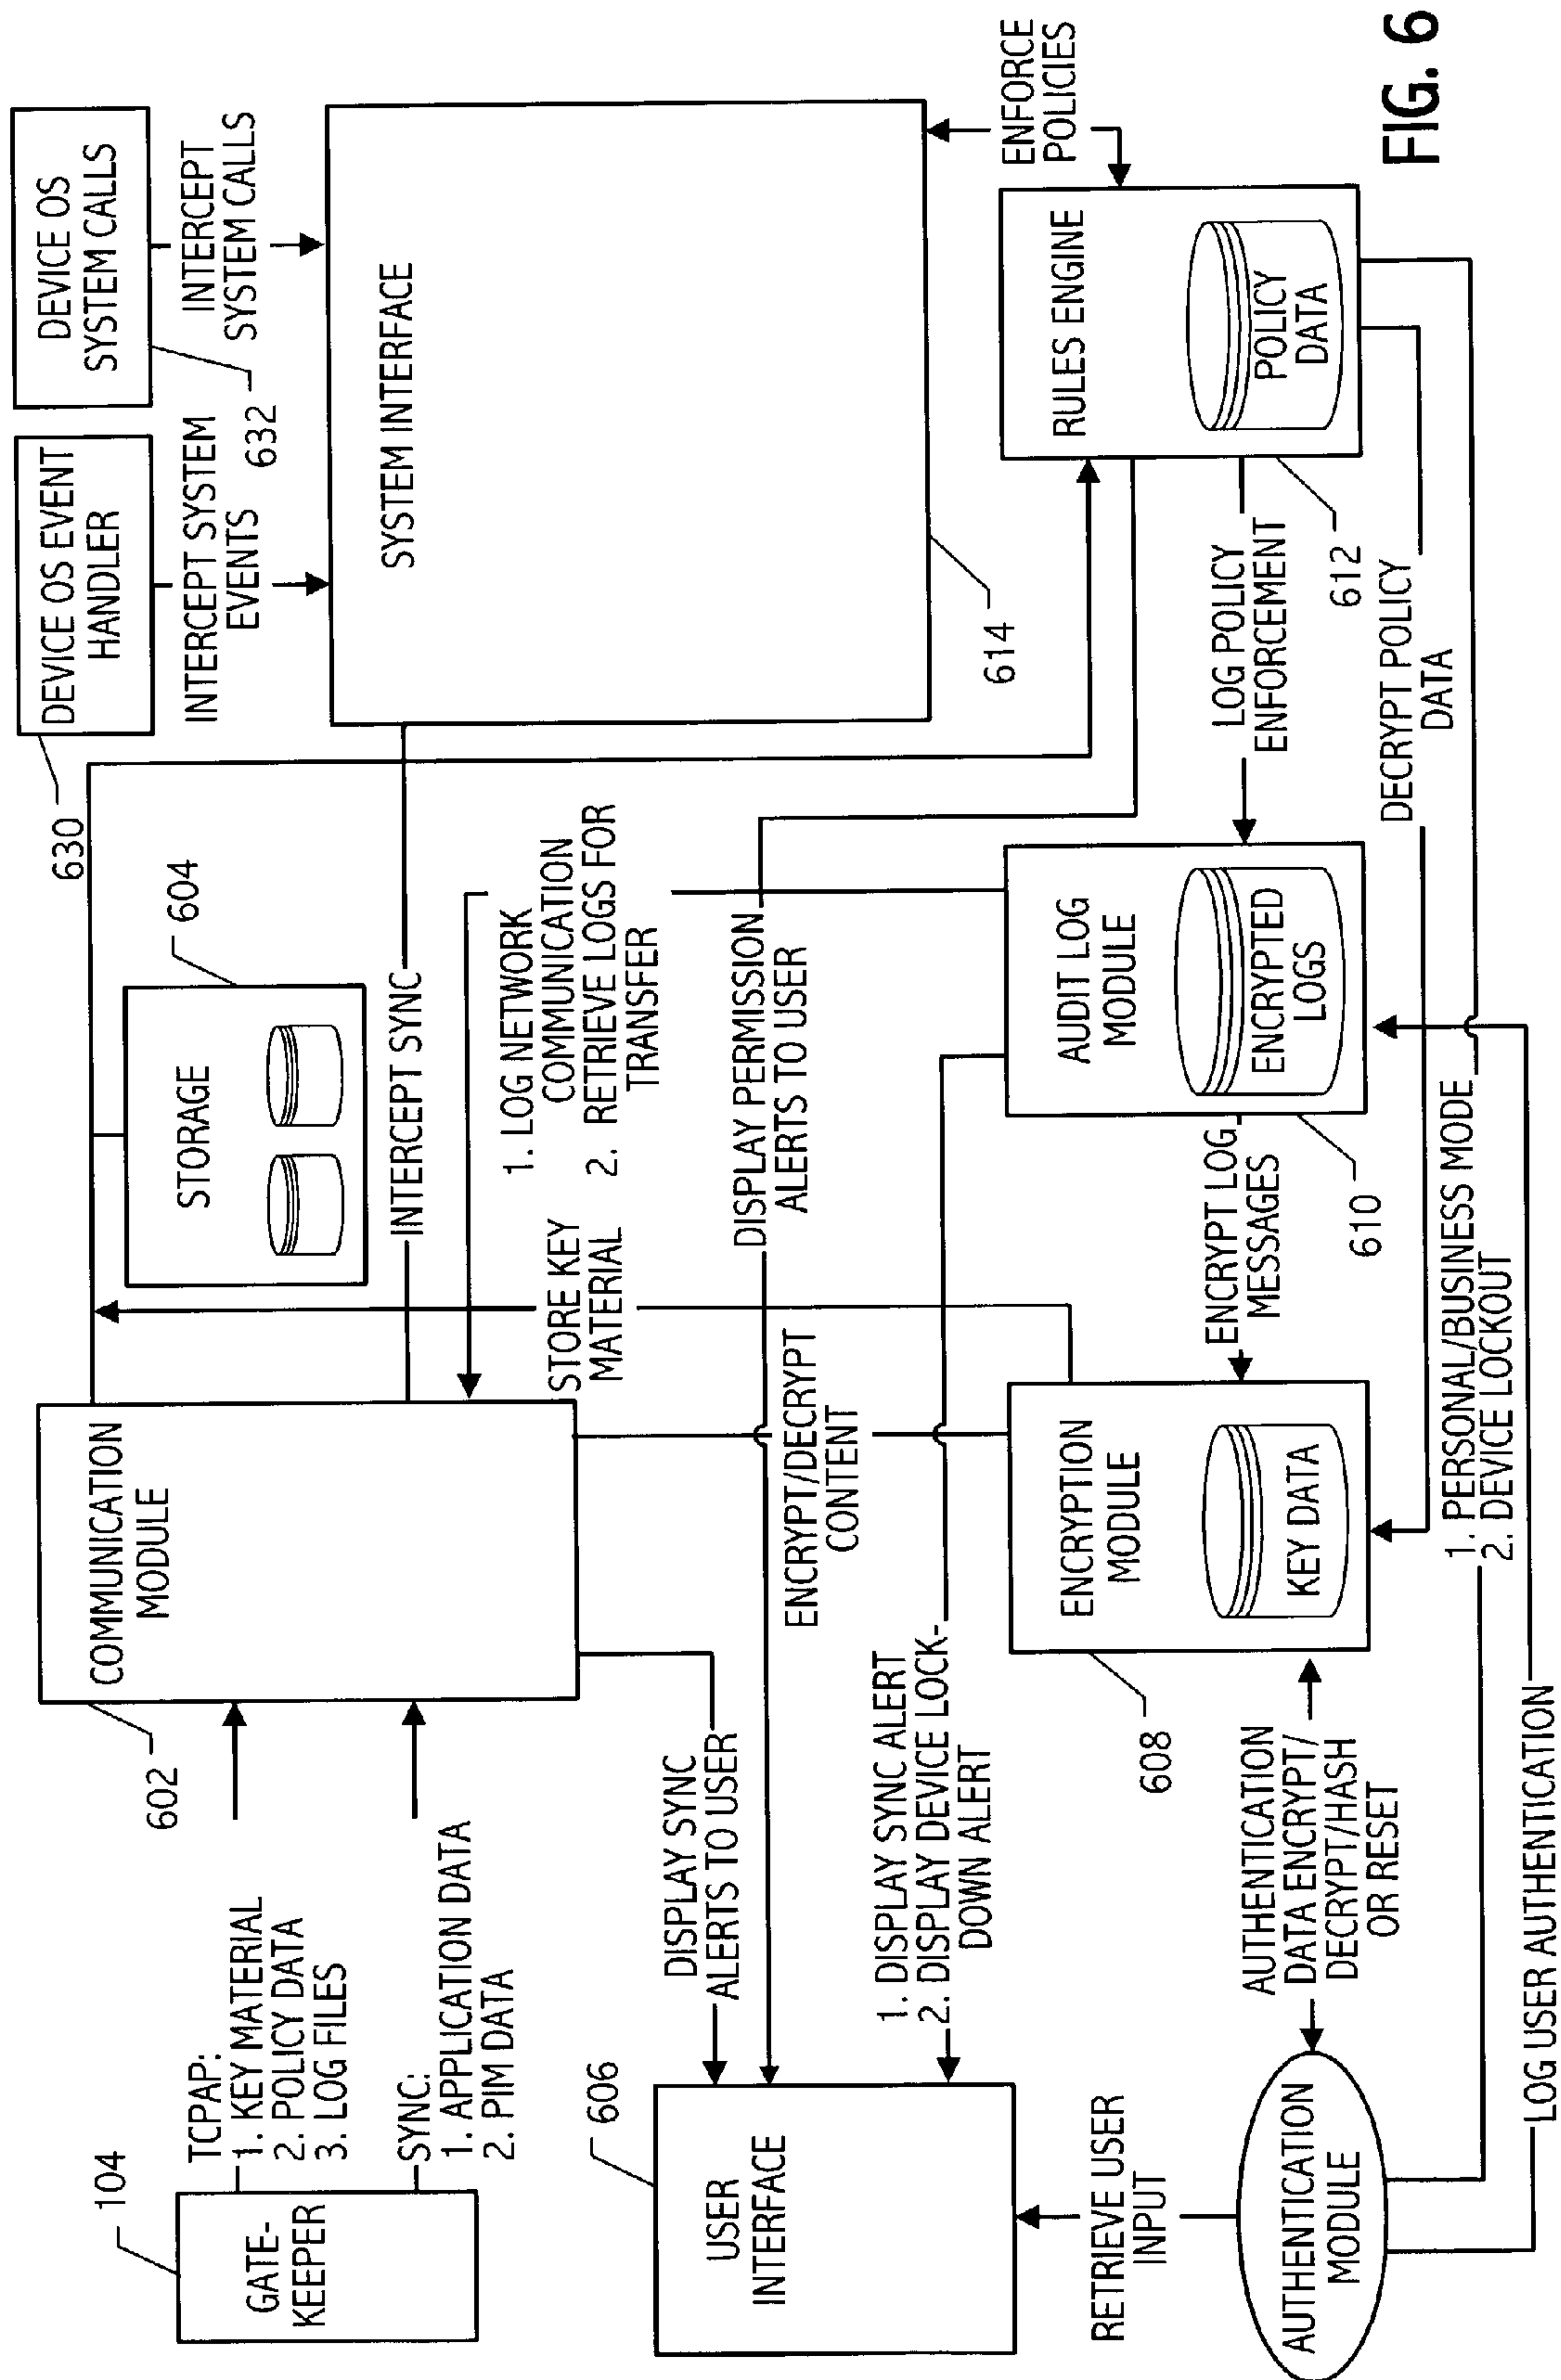 104
GATE-
KEEPER
TCPAP:
1. KEY MATERIAL
2. POLICY DATA
3. LOG FILES
SYNC:
1. APPLICATION DATA
2. PIM DATA
602
COMMUNICATION
MODULE
STORAGE
604
630
DEVICE OS EVENT
HANDLER
DEVICE OS
SYSTEM CALLS
INTERCEPT SYSTEM
EVENTS
632
INTERCEPT
SYSTEM CALLS
SYSTEM INTERFACE
614
INTERCEPT SYNC
1. LOG NETWORK
COMMUNICATION
2. RETRIEVE LOGS FOR
TRANSFER
STORE KEY
MATERIAL
DISPLAY PERMISSION
ALERTS TO USER
DISPLAY SYNC
ALERTS TO USER
ENCRYPT/DECRYPT
CONTENT
606
USER
INTERFACE
1. DISPLAY SYNC ALERT
2. DISPLAY DEVICE LOCK-
DOWN ALERT
608
ENCRYPTION
MODULE
KEY DATA
ENCRYPT LOG
MESSAGES
610
AUDIT LOG
MODULE
ENCRYPTED
LOGS
LOG POLICY
ENFORCEMENT
612
RULES ENGINE
POLICY
DATA
ENFORCE
POLICIES
RETRIEVE USER
INPUT
AUTHENTICATION
MODULE
AUTHENTICATION
DATA ENCRYPT/
DECRYPT/HASH
OR RESET
DECRYPT POLICY
DATA
1. PERSONAL/BUSINESS MODE
2. DEVICE LOCKOUT
LOG USER AUTHENTICATION
FIG. 6